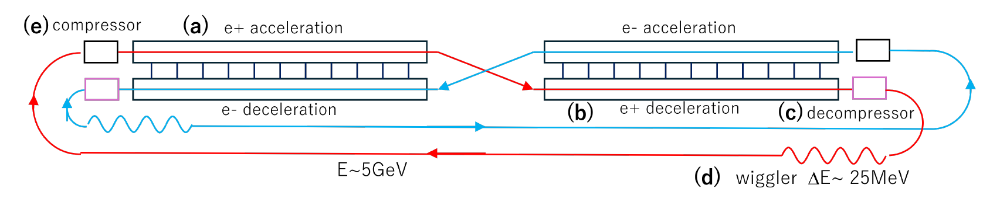 (e) compressor
(a) e+ acceleration
e- acceleration
e- deceleration
(b) e+ deceleration
(c) decompressor
E~5GeV
(d) wiggler ΔE~ 25MeV